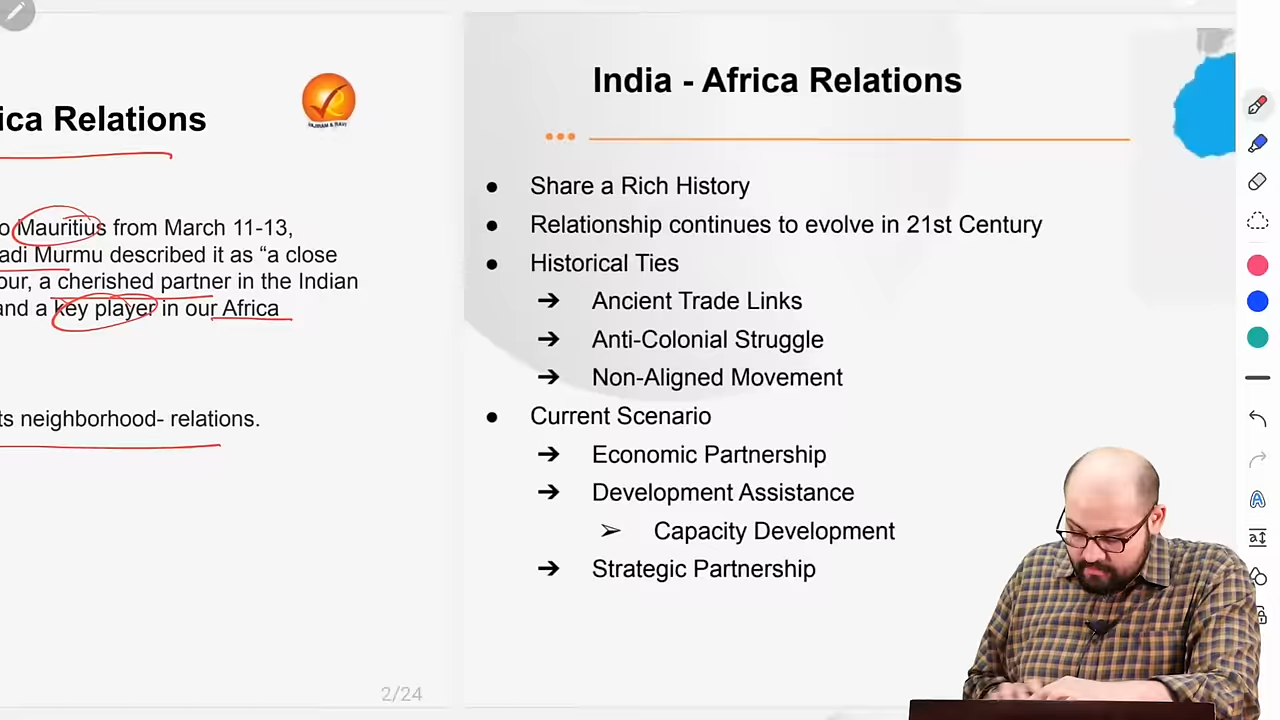 ica Relations
VAJIRAM & RAVI
o Mauritius from March 11-13,
adi Murmu described it as “a close
our, a cherished partner in the Indian
and a key player in our Africa
ts neighborhood- relations.
2/24
India - Africa Relations
● Share a Rich History
● Relationship continues to evolve in 21st Century
● Historical Ties
➔ Ancient Trade Links
➔ Anti-Colonial Struggle
➔ Non-Aligned Movement
● Current Scenario
➔ Economic Partnership
➔ Development Assistance
➢ Capacity Development
➔ Strategic Partnership